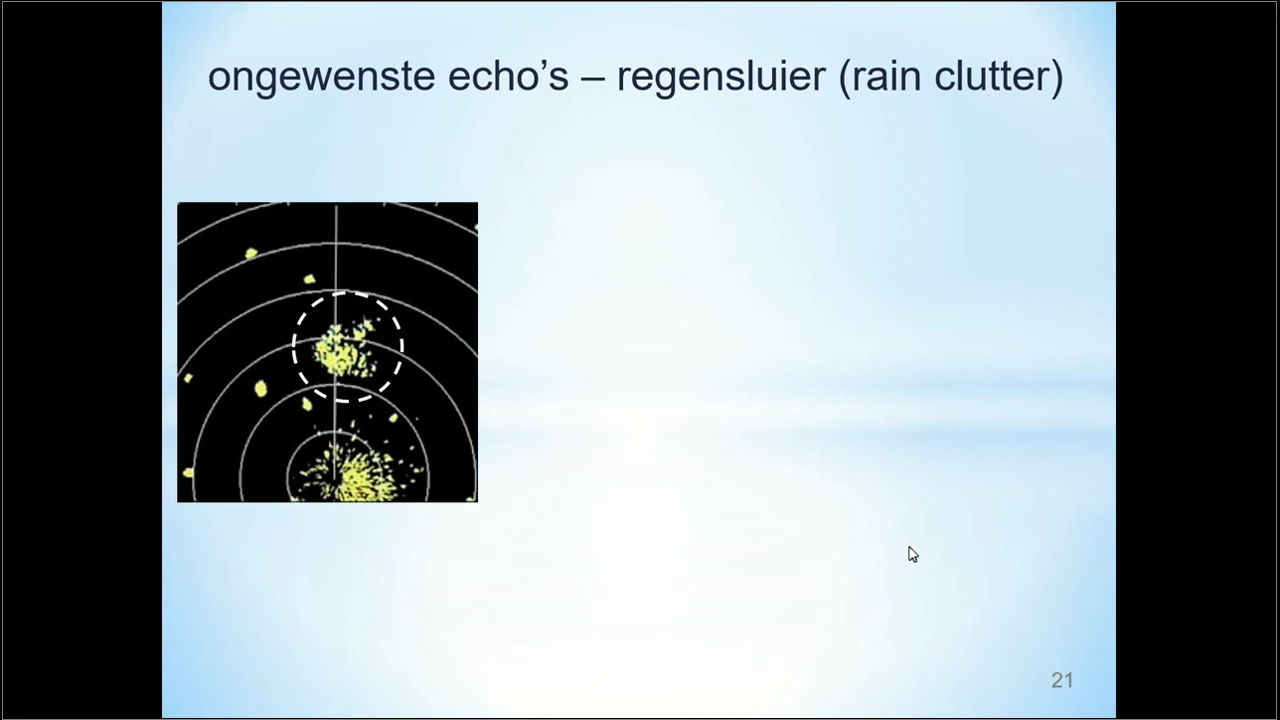 ongewenste echo’s – regensluier (rain clutter)
21